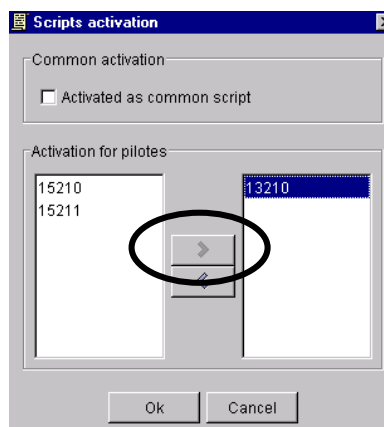 Scripts activation
Common activation
Activated as common script
Activation for pilotes
15210
15211
13210
Ok
Cancel